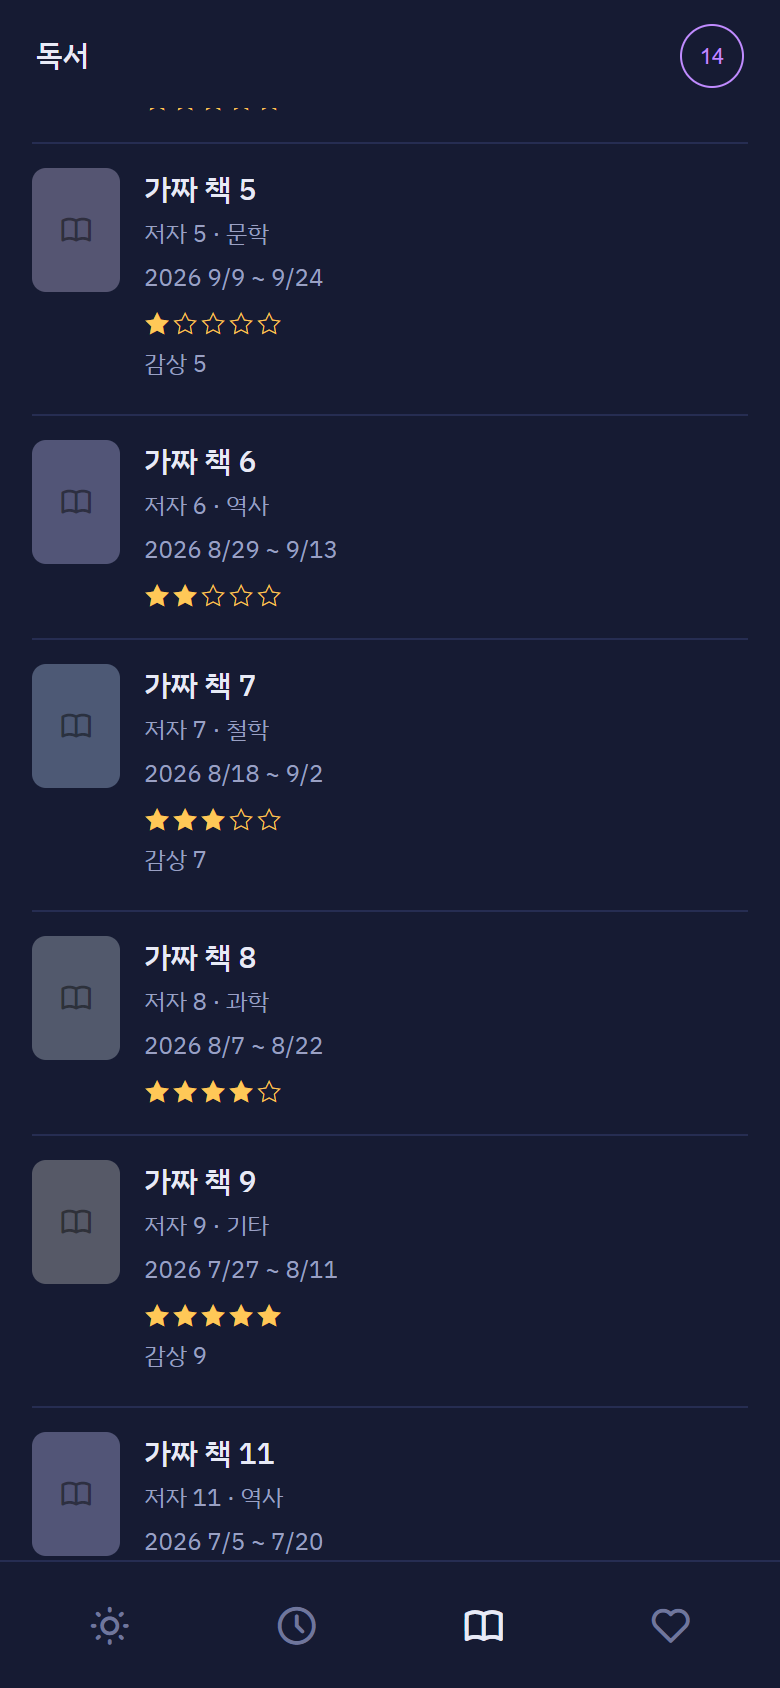 독서
14
가짜 책 5
저자 5 · 문학
2026 9/9 ~ 9/24
★☆☆☆☆
감상 5
가짜 책 6
저자 6 · 역사
2026 8/29 ~ 9/13
★★☆☆☆
가짜 책 7
저자 7 · 철학
2026 8/18 ~ 9/2
★★★☆☆
감상 7
가짜 책 8
저자 8 · 과학
2026 8/7 ~ 8/22
★★★★☆
가짜 책 9
저자 9 · 기타
2026 7/27 ~ 8/11
★★★★★
감상 9
가짜 책 11
저자 11 · 역사
2026 7/5 ~ 7/20